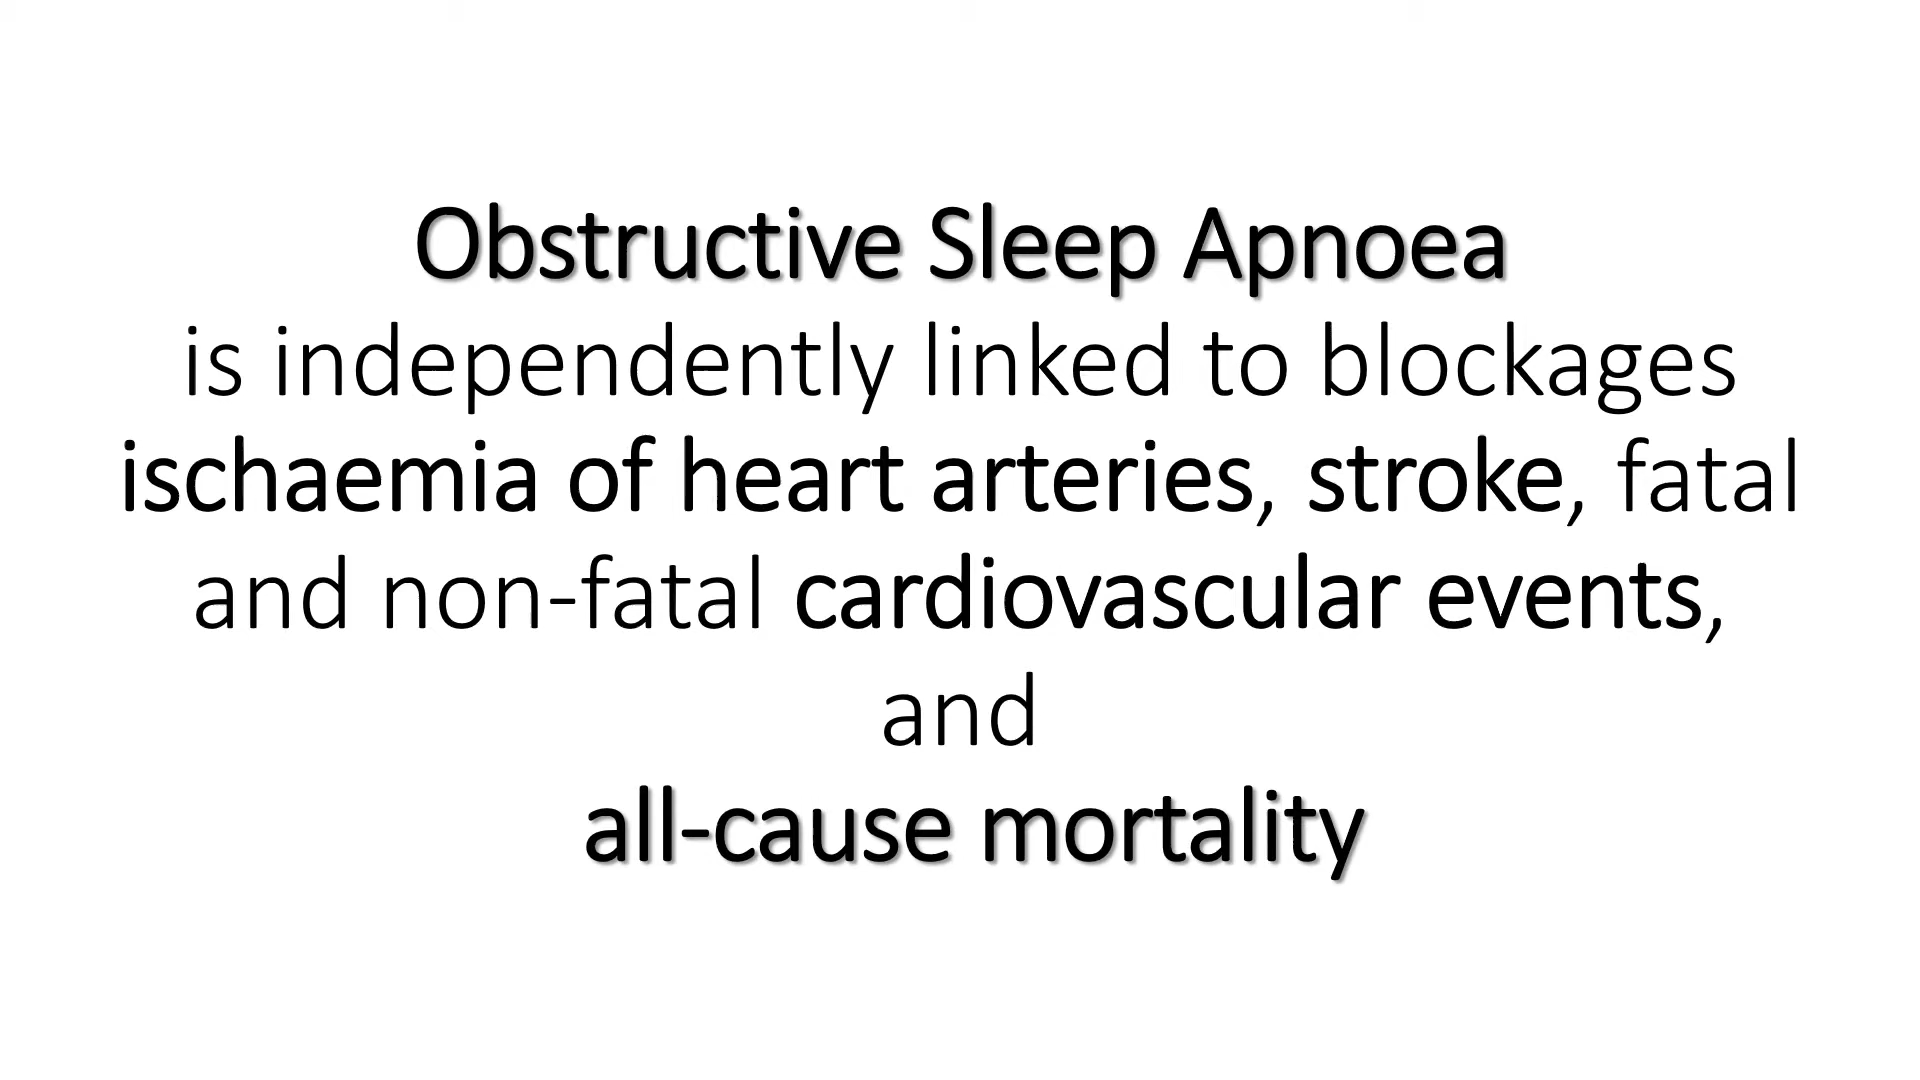 Obstructive Sleep Apnoea
is independently linked to blockages
ischaemia of heart arteries, stroke, fatal
and non-fatal cardiovascular events,
and
all-cause mortality